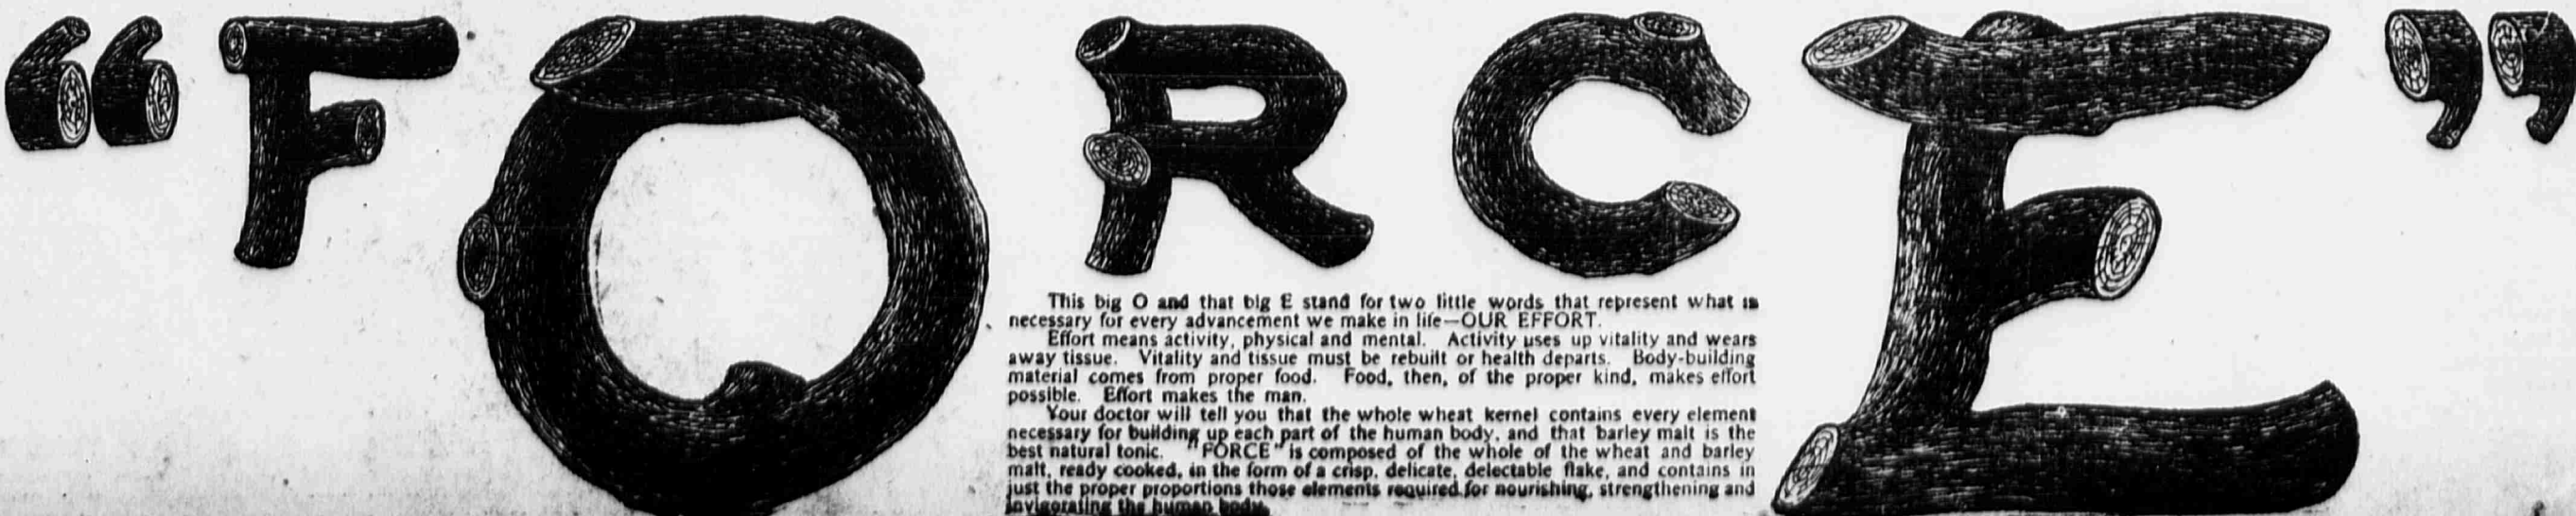 "FORCE"
This big O and that big E stand for two little words that represent what is
necessary for every advancement we make in life—OUR EFFORT.
Effort means activity, physical and mental. Activity uses up vitality and wears
away tissue. Vitality and tissue must be rebuilt or health departs. Body-building
material comes from proper food. Food, then, of the proper kind, makes effort
possible. Effort makes the man.
Your doctor will tell you that the whole wheat kernel contains every element
necessary for building up each part of the human body, and that barley malt is the
best natural tonic. "FORCE" is composed of the whole of the wheat and barley
malt, ready cooked, in the form of a crisp, delicate, delectable flake, and contains in
just the proper proportions those elements required for nourishing, strengthening and
invigorating the human body.